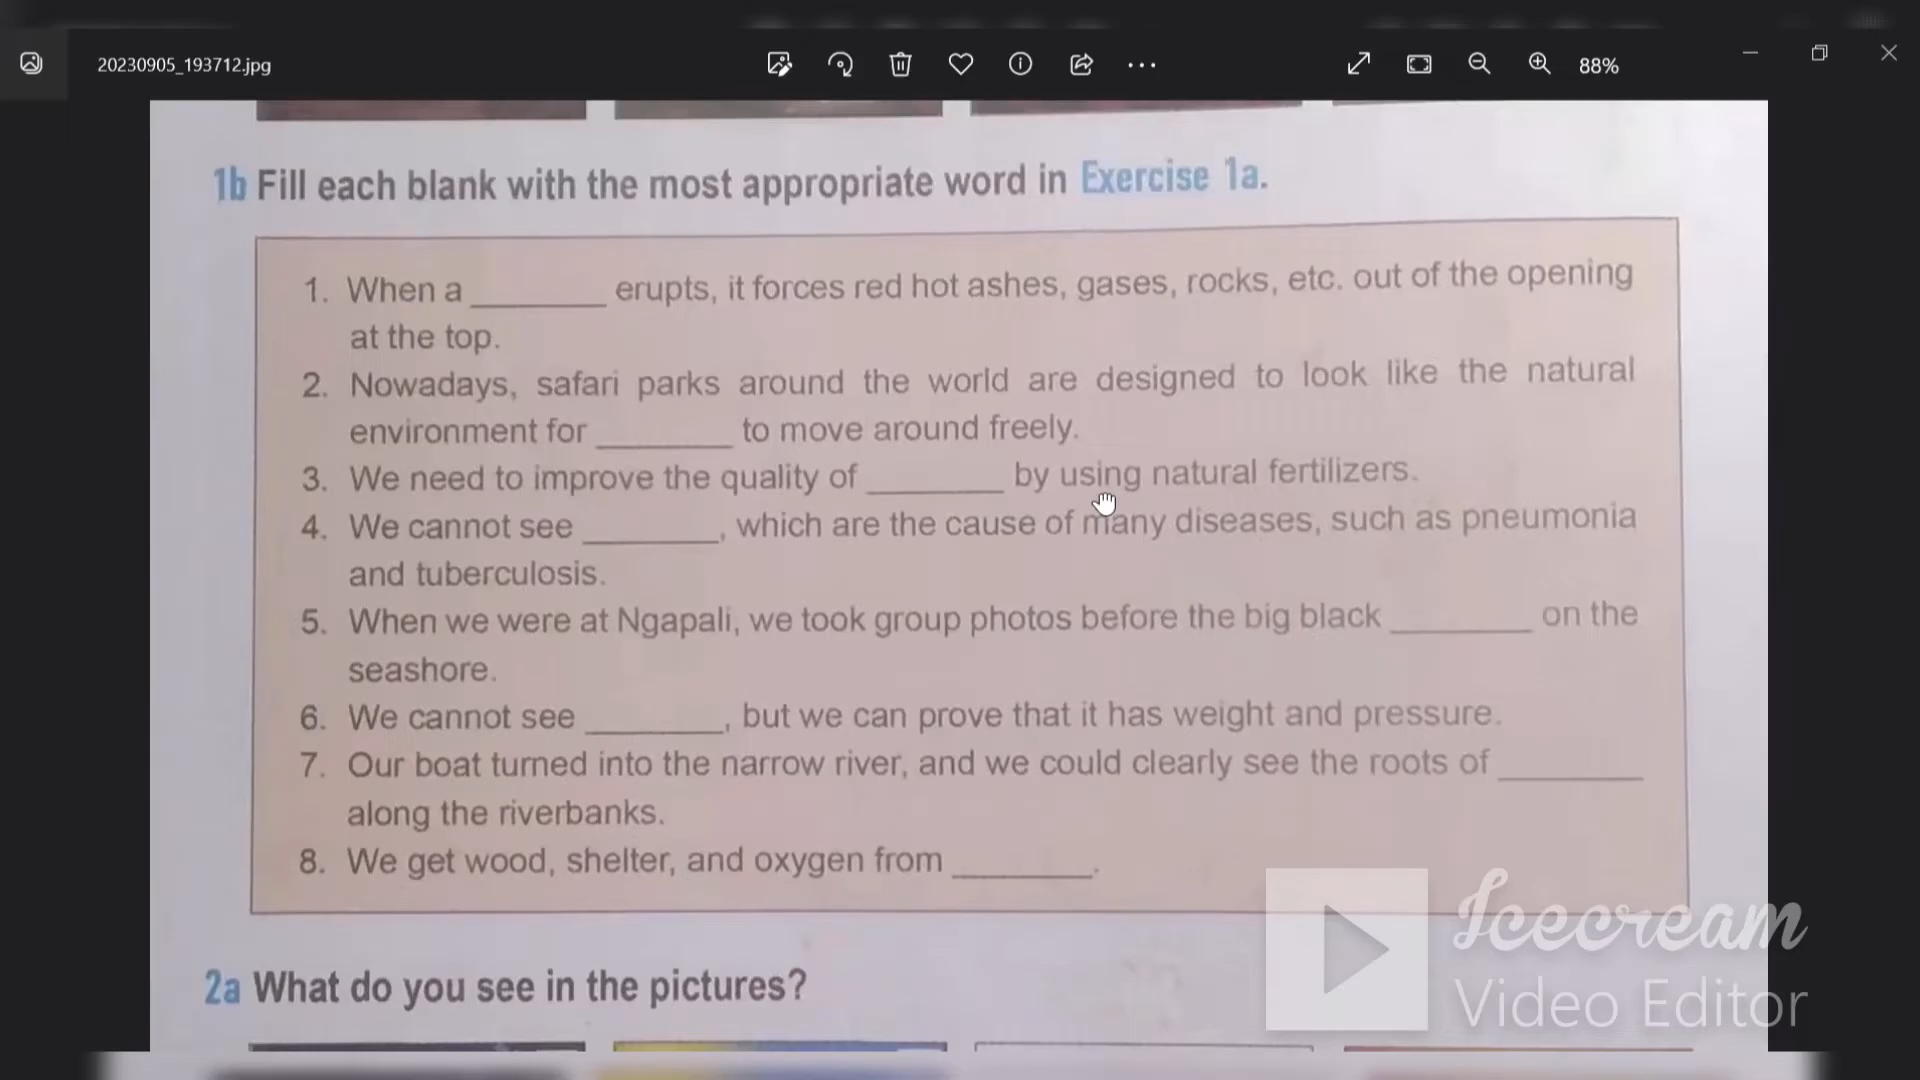 20230905_193712.jpg
88%
1b Fill each blank with the most appropriate word in Exercise 1a.
1. When a ________ erupts, it forces red hot ashes, gases, rocks, etc. out of the opening
at the top.
2. Nowadays, safari parks around the world are designed to look like the natural
environment for ________ to move around freely.
3. We need to improve the quality of ________ by using natural fertilizers.
4. We cannot see ________, which are the cause of many diseases, such as pneumonia
and tuberculosis.
5. When we were at Ngapali, we took group photos before the big black ________ on the
seashore.
6. We cannot see ________, but we can prove that it has weight and pressure.
7. Our boat turned into the narrow river, and we could clearly see the roots of ________
along the riverbanks.
8. We get wood, shelter, and oxygen from ________.
2a What do you see in the pictures?
Icecream
Video Editor